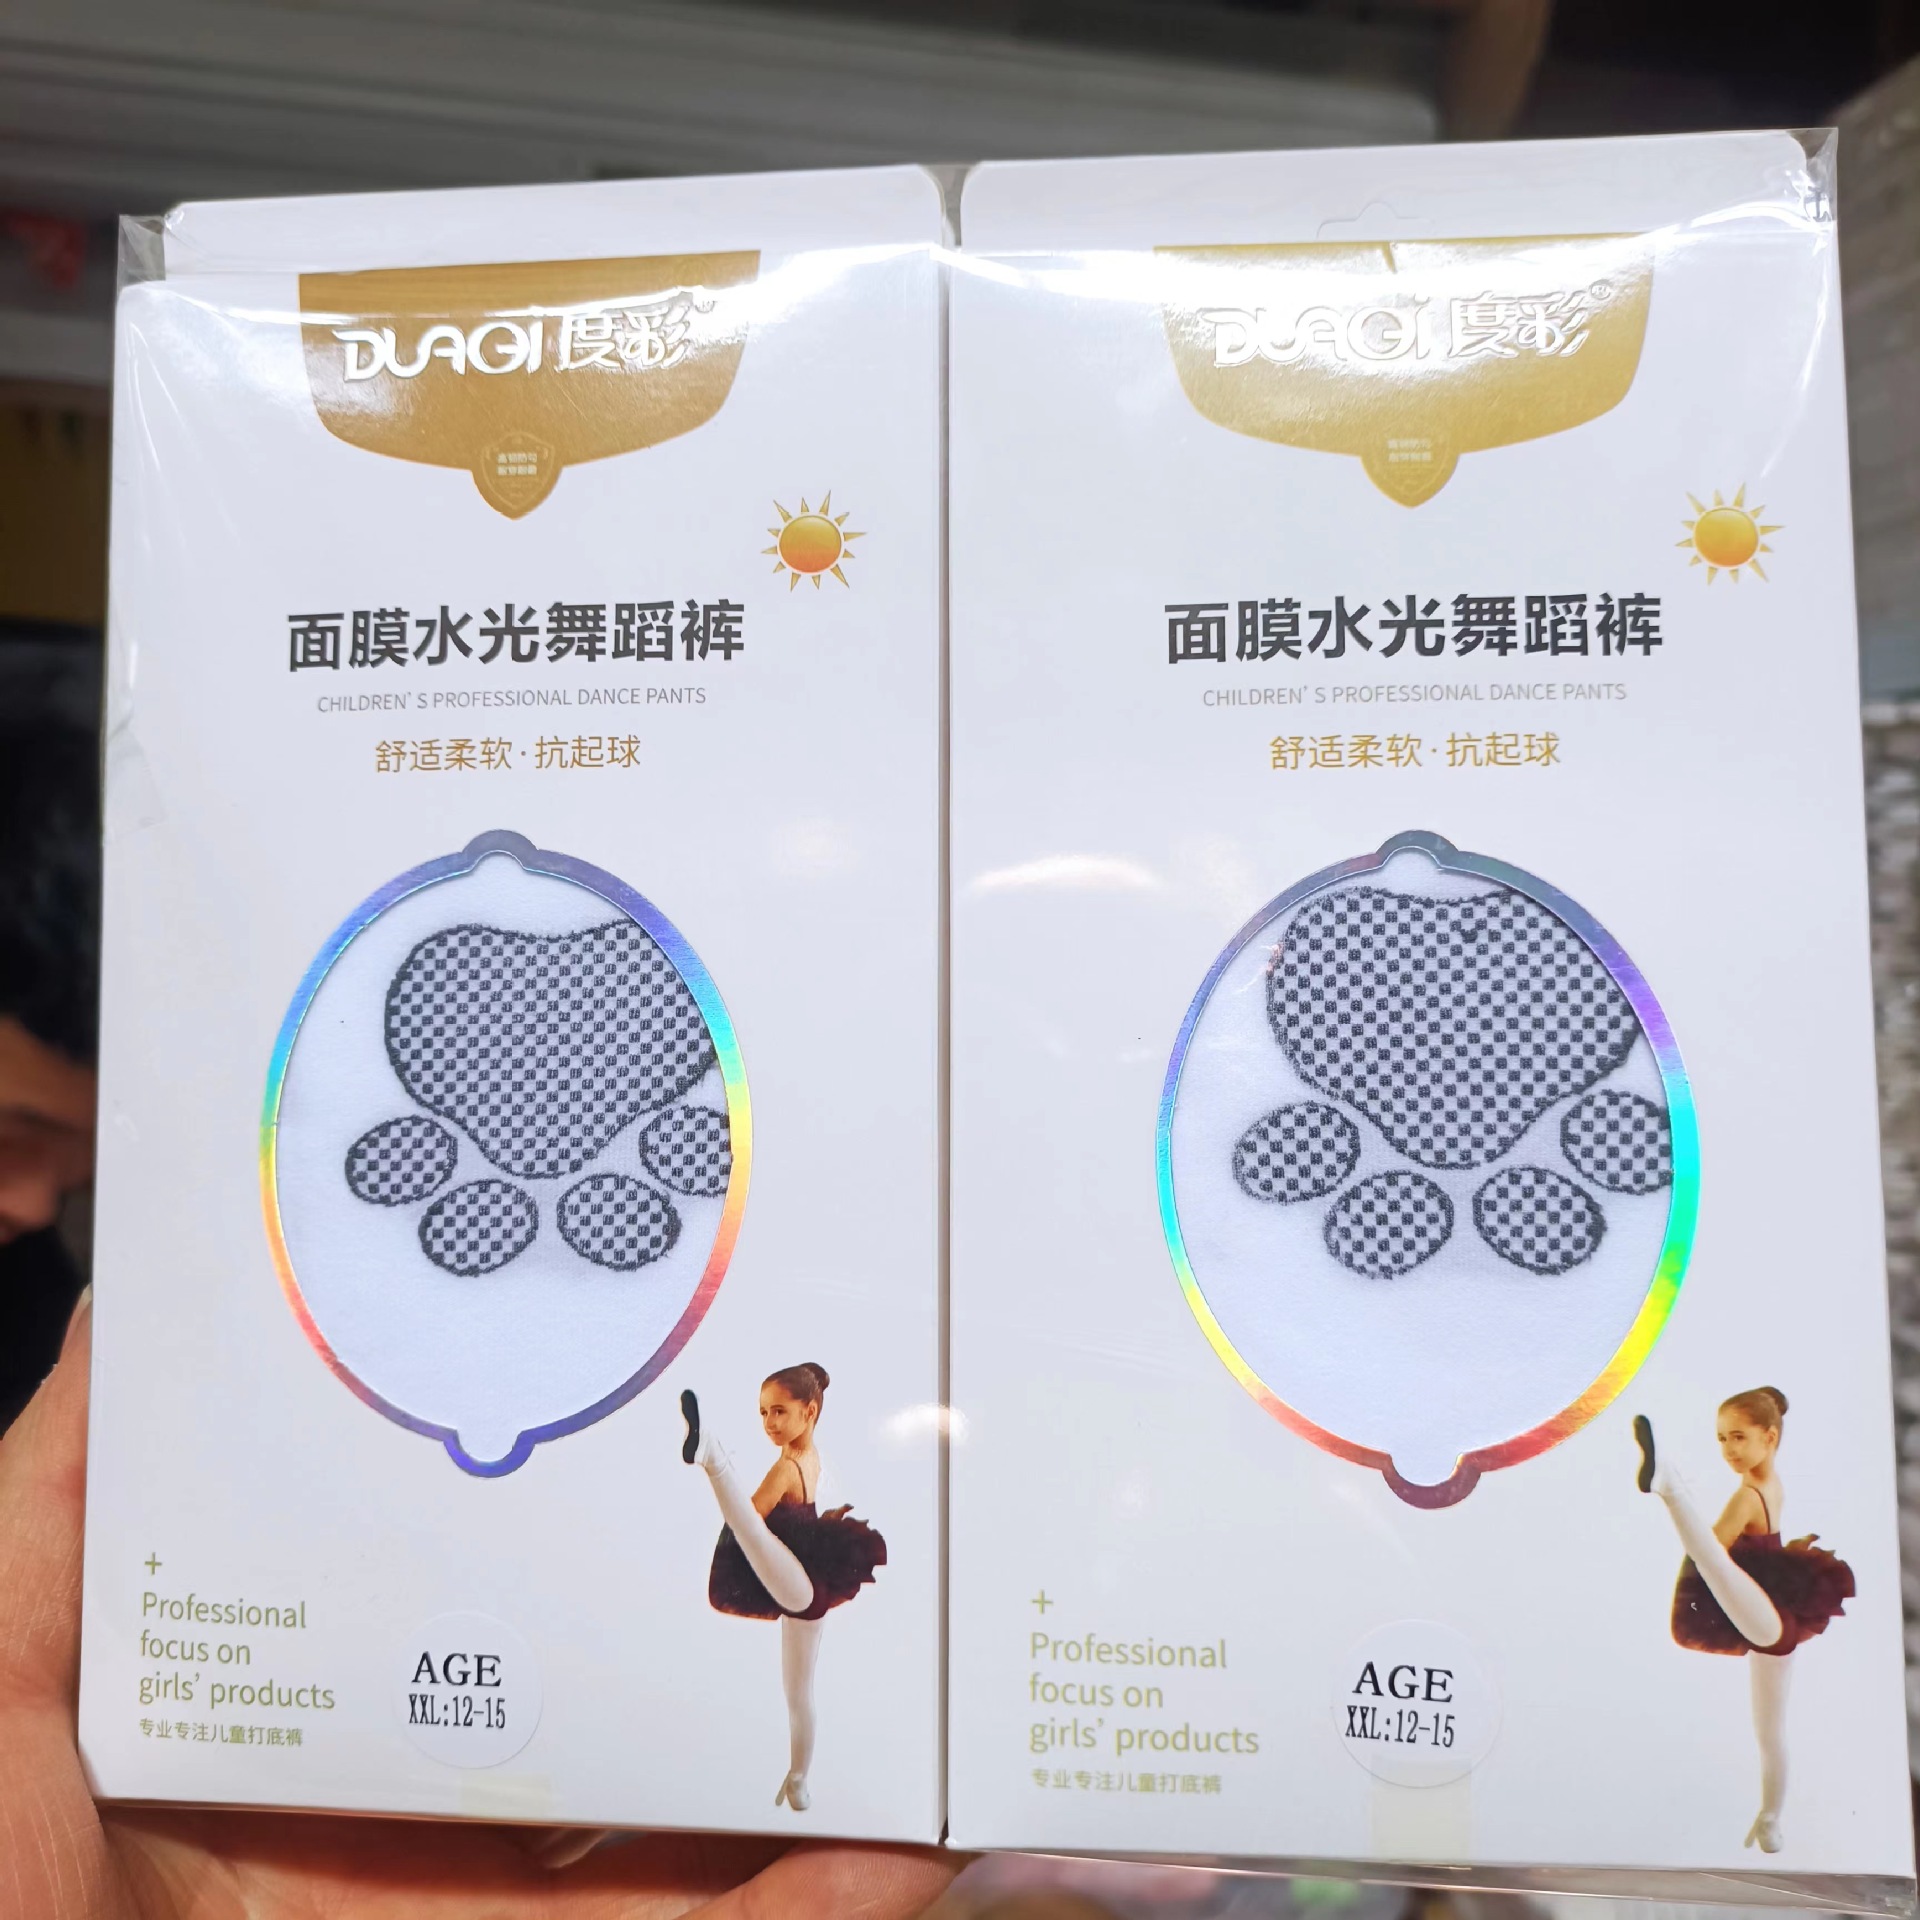 DUAQI 度彩®
面膜水光舞蹈裤
CHILDREN'S PROFESSIONAL DANCE PANTS
舒适柔软·抗起球
+
Professional
focus on
girls' products
专业专注儿童打底裤
AGE
XXL:12-15
DUAQI 度彩®
面膜水光舞蹈裤
CHILDREN'S PROFESSIONAL DANCE PANTS
舒适柔软·抗起球
+
Professional
focus on
girls' products
专业专注儿童打底裤
AGE
XXL:12-15